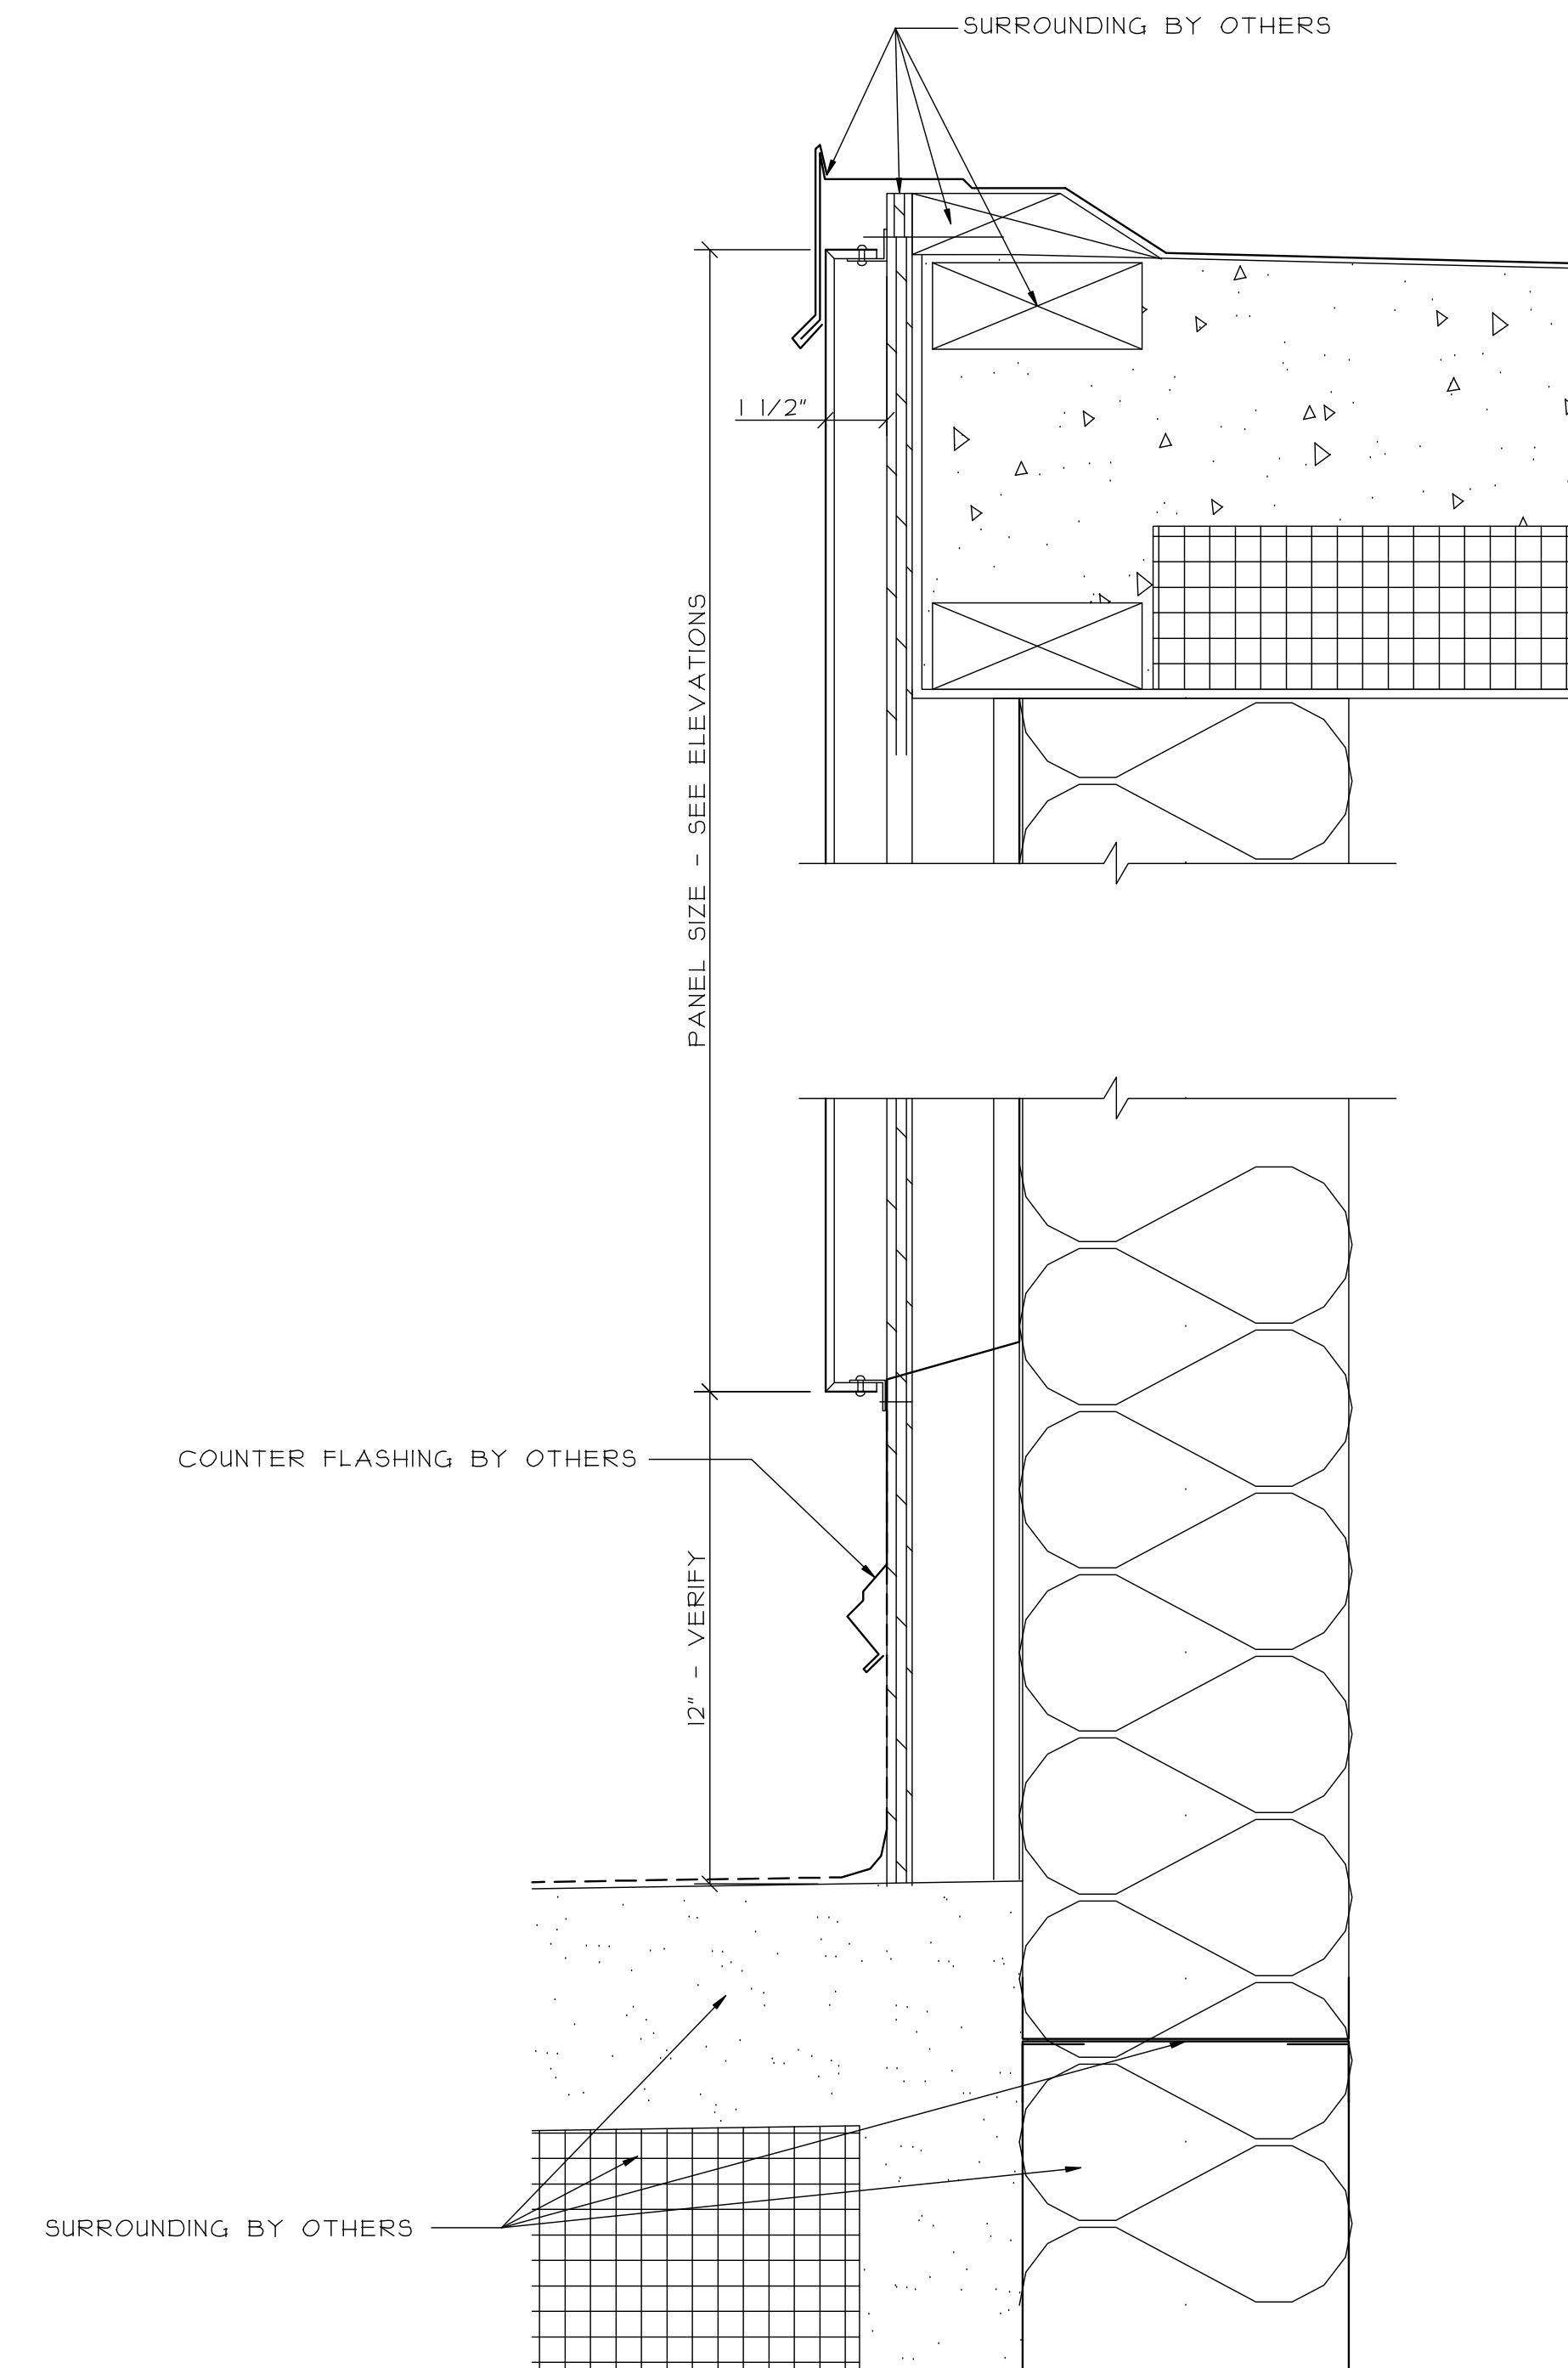 SURROUNDING BY OTHERS
1 1/2"
PANEL SIZE - SEE ELEVATIONS
COUNTER FLASHING BY OTHERS
12" - VERIFY
SURROUNDING BY OTHERS